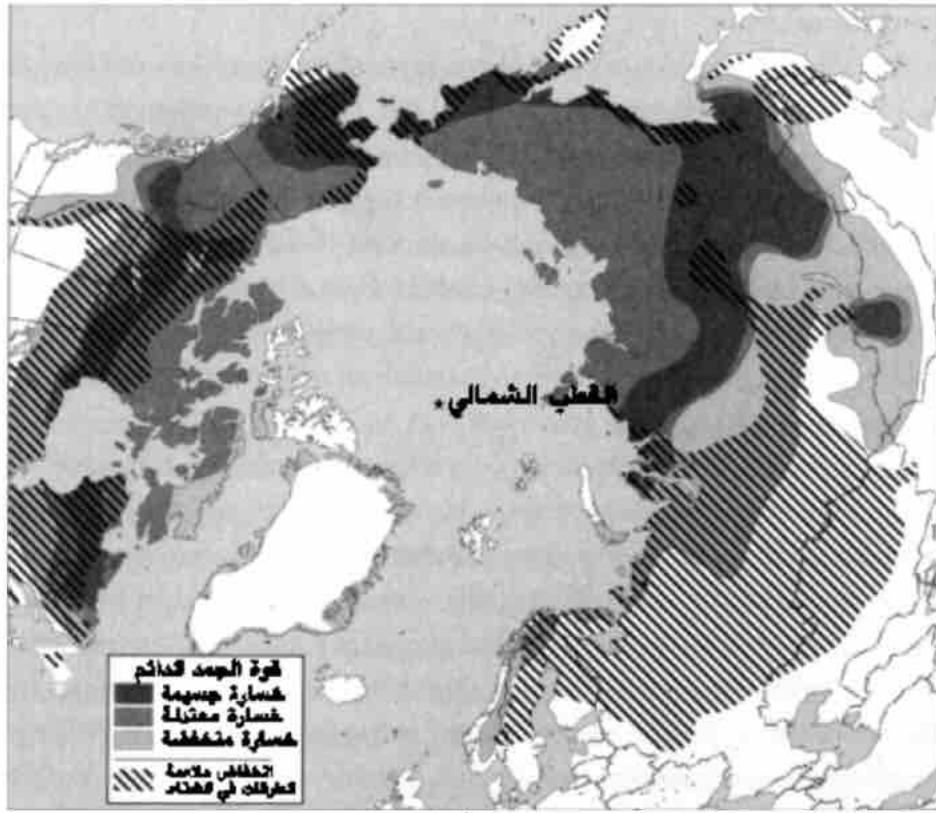 القطب الشمالي
قوة الجمد الدائم
خسارة جسيمة
خسارة معتدلة
خسارة منخفضة
انخفاض ملاءمة
الطرقات في الشتاء